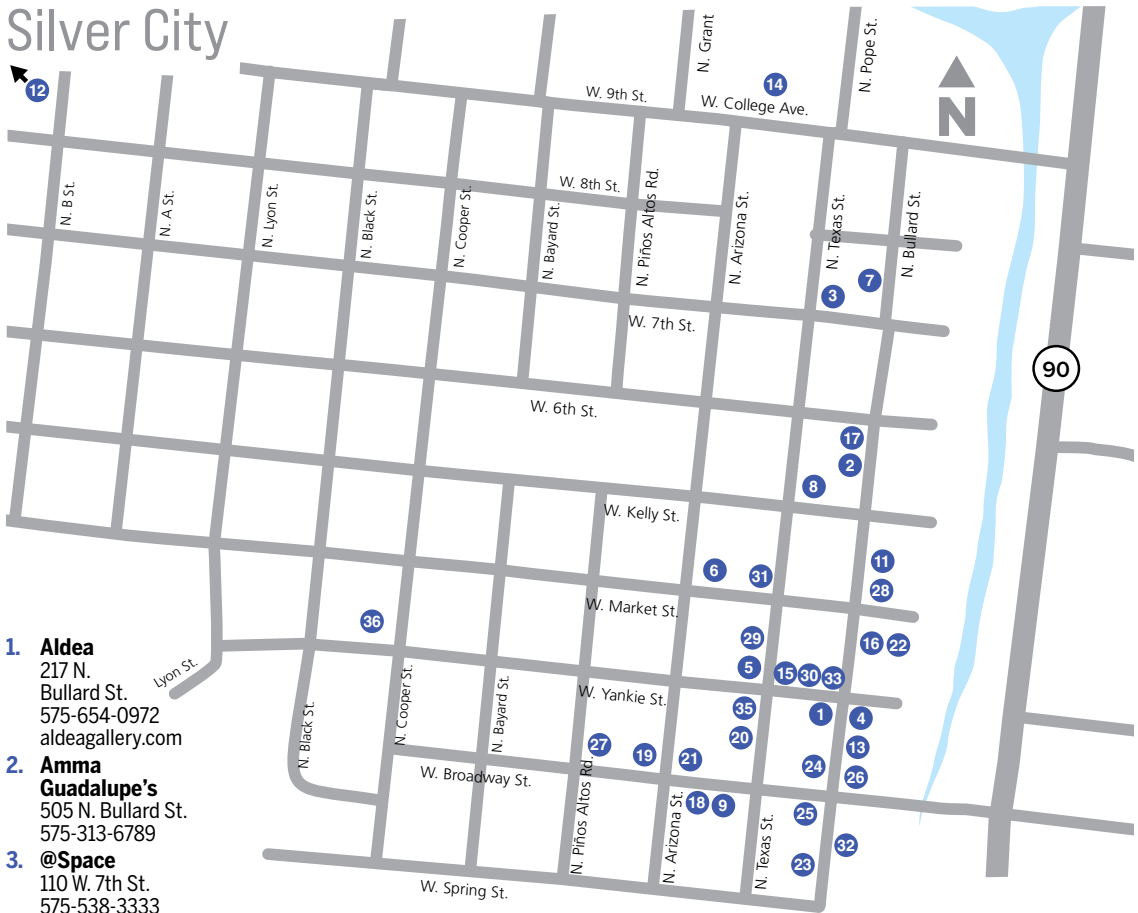 Silver City
12
N. Grant
14
N. Pope St.
N
W. 9th St.
W. College Ave.
W. 8th St.
N. B St.
N. A St.
N. Lyon St.
N. Black St.
N. Cooper St.
N. Bayard St.
N. Piños Altos Rd.
N. Arizona St.
N. Texas St.
N. Bullard St.
7
3
W. 7th St.
90
W. 6th St.
17
2
8
W. Kelly St.
11
6
31
28
W. Market St.
36
29
16
22
5
15
30
33
Lyon St.
W. Yankie St.
35
1
4
N. Black St.
N. Cooper St.
N. Bayard St.
27
19
21
20
24
13
26
W. Broadway St.
N. Piños Altos Rd.
N. Arizona St.
18
9
N. Texas St.
25
32
23
W. Spring St.
1. Aldea
217 N.
Bullard St.
575-654-0972
aldeagallery.com
2. Amma
Guadalupe's
505 N. Bullard St.
575-313-6789
3. @Space
110 W. 7th St.
575-538-3333